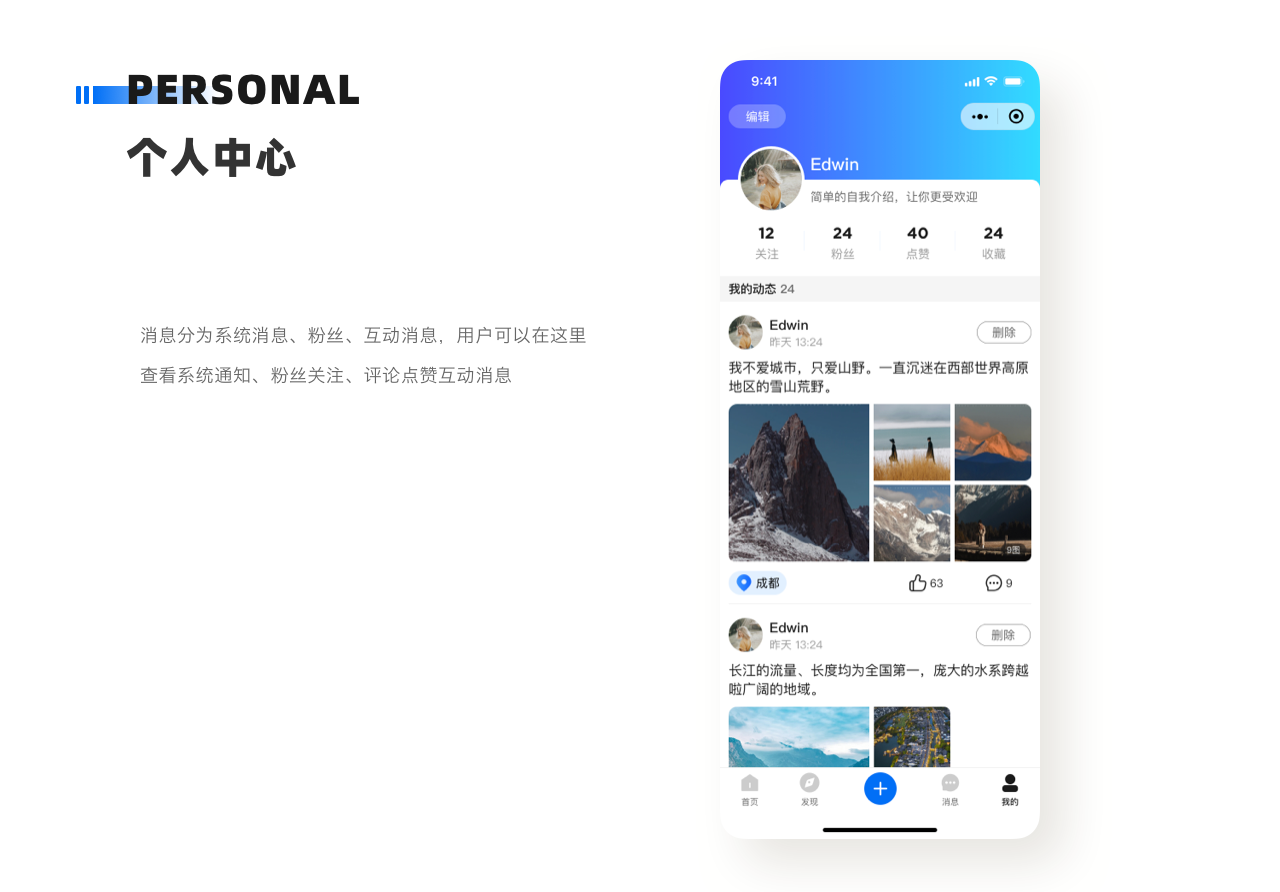 PERSONAL
个人中心
消息分为系统消息、粉丝、互动消息，用户可以在这里
查看系统通知、粉丝关注、评论点赞互动消息
9:41
编辑
Edwin
简单的自我介绍，让你更受欢迎
12 24 40 24
关注 粉丝 点赞 收藏
我的动态 24
Edwin
昨天 13:24
删除
我不爱城市，只爱山野。一直沉迷在西部世界高原
地区的雪山荒野。
9图
成都 63 9
Edwin
昨天 13:24
删除
长江的流量、长度均为全国第一，庞大的水系跨越
啦广阔的地域。
首页 发现 消息 我的